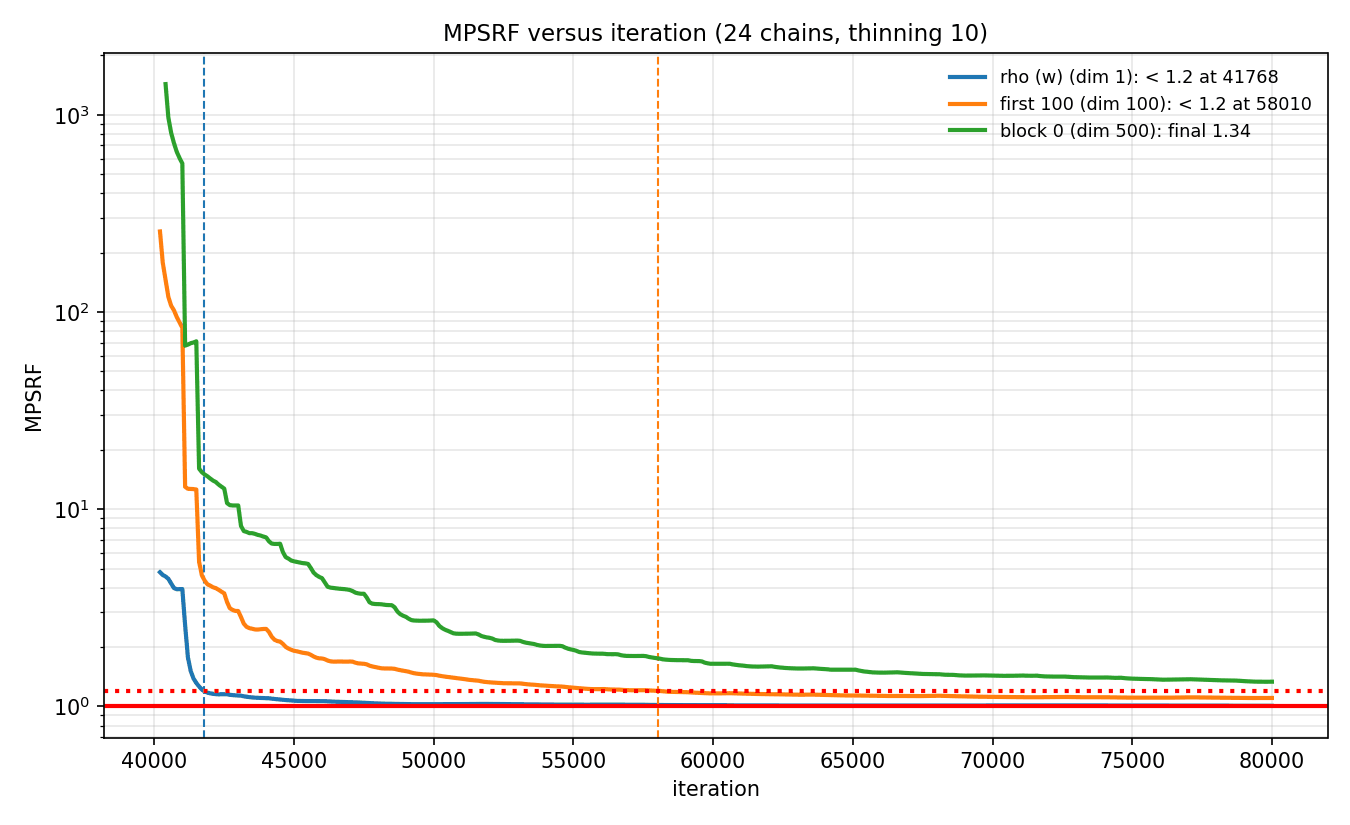 MPSRF versus iteration (24 chains, thinning 10)
rho (w) (dim 1): < 1.2 at 41768
first 100 (dim 100): < 1.2 at 58010
block 0 (dim 500): final 1.34
MPSRF
10³
10²
10¹
10⁰
40000 45000 50000 55000 60000 65000 70000 75000 80000
iteration